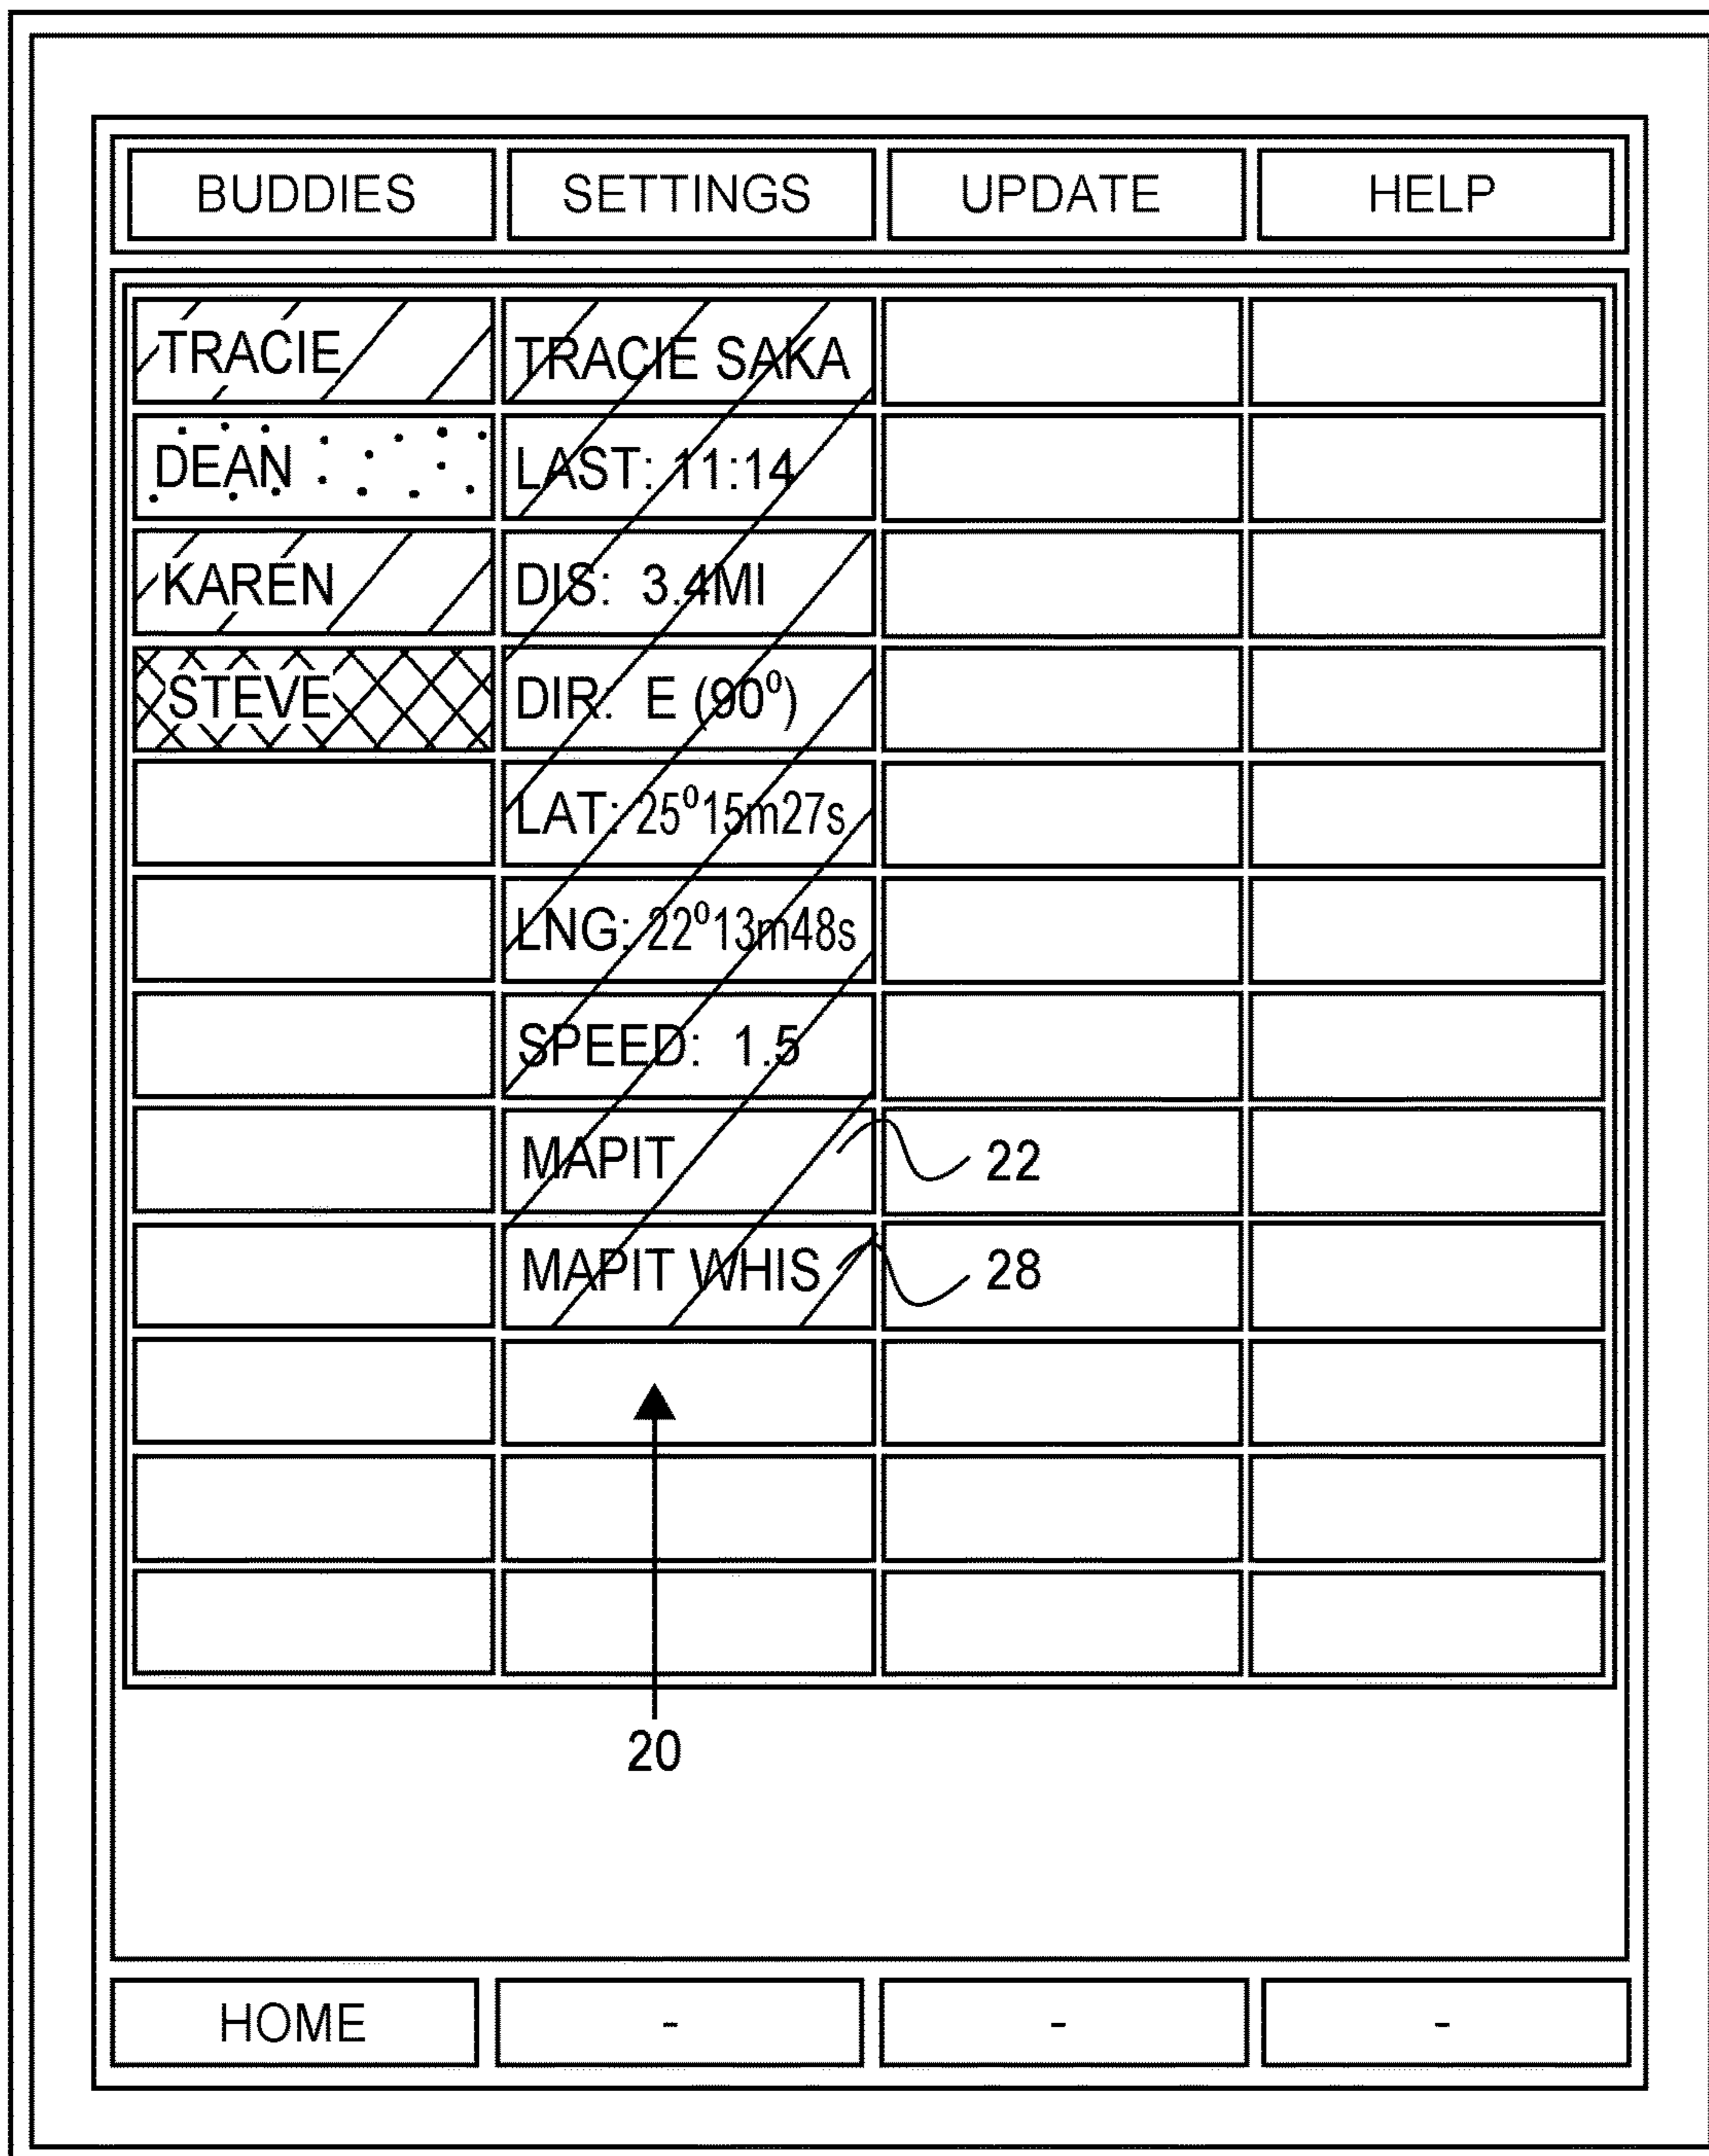 BUDDIES SETTINGS UPDATE HELP
TRACIE TRACIE SAKA
DEAN LAST: 11:14
KAREN DIS: 3.4MI
STEVE DIR: E (90⁰)
LAT: 25⁰15m27s
LNG: 22⁰13m48s
SPEED: 1.5
MAPIT 22
MAPIT WHIS 28
20
HOME - - -